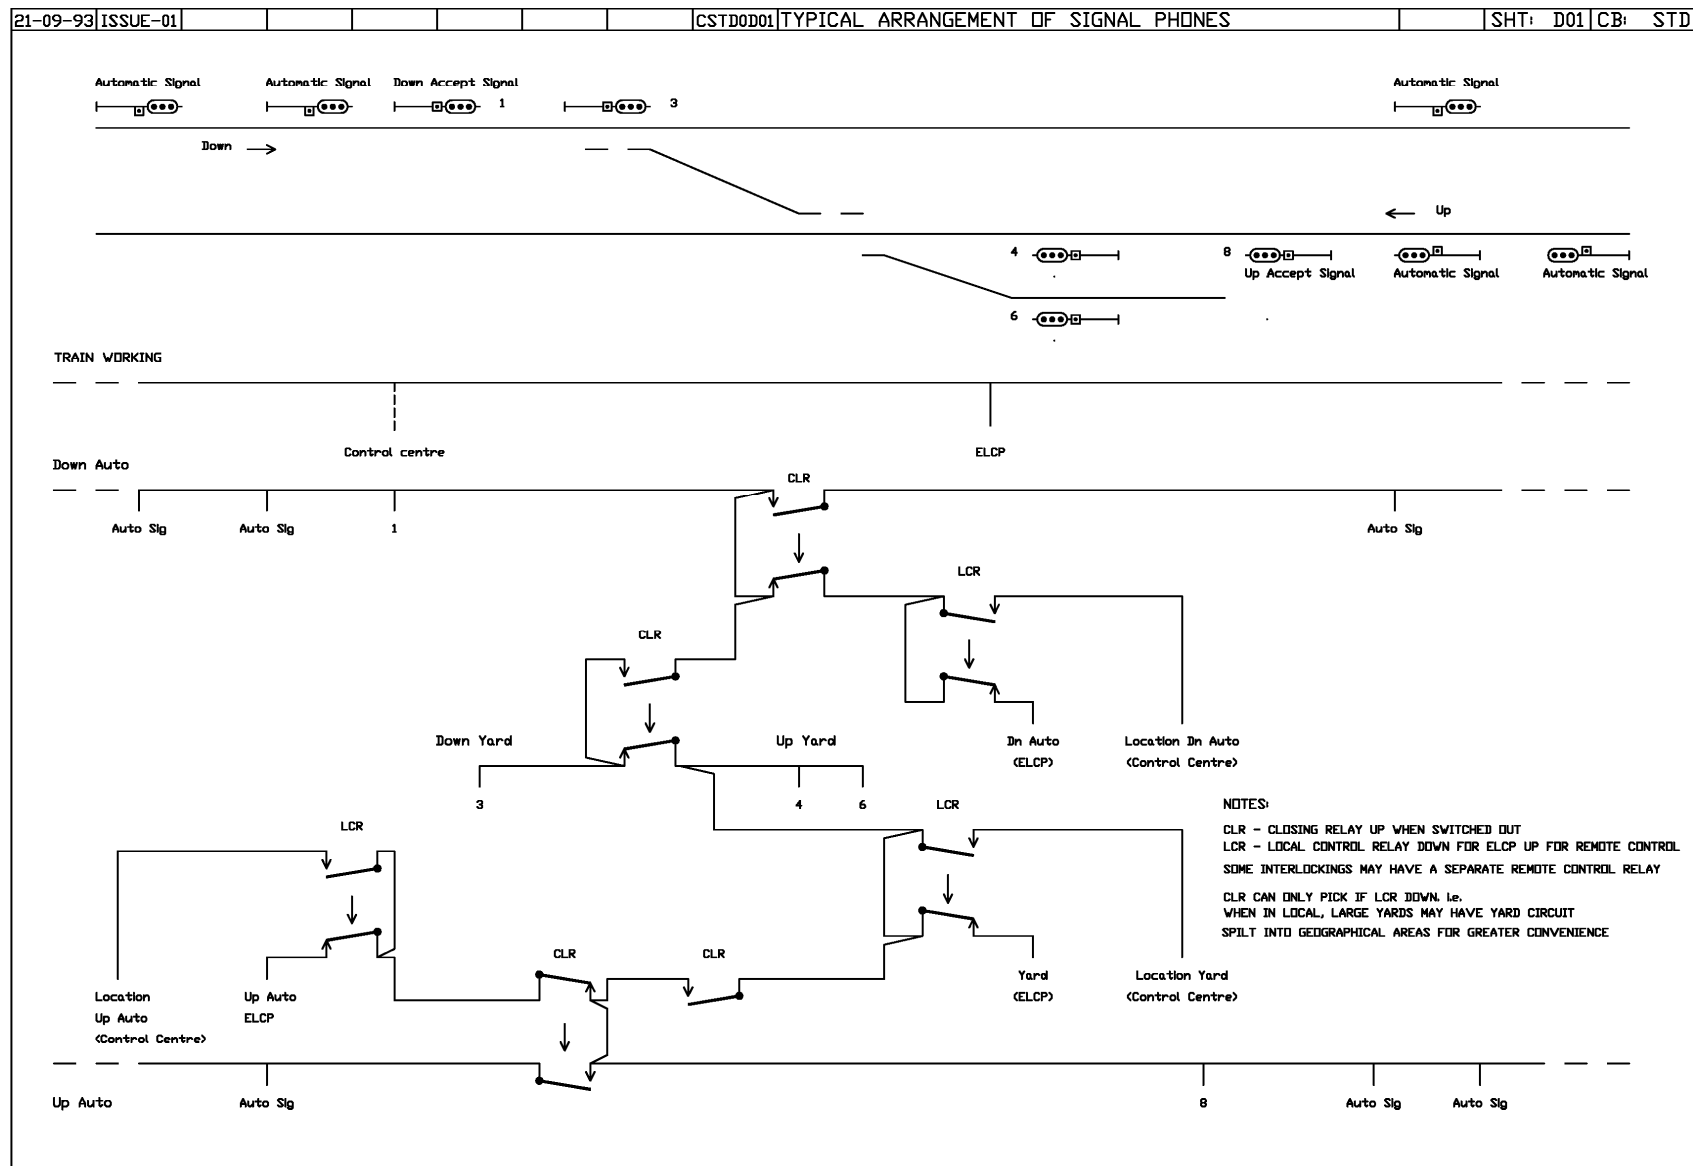 21-09-93 ISSUE-01 CSTD0D01 TYPICAL ARRANGEMENT OF SIGNAL PHONES SHT: D01 CB: STD
Automatic Signal Automatic Signal Down Accept Signal Automatic Signal
1 3
Down
Up
4 8
Up Accept Signal Automatic Signal Automatic Signal
6
TRAIN WORKING
Control centre ELCP
Down Auto
CLR
Auto Sig Auto Sig 1 Auto Sig
LCR
CLR
Down Yard Up Yard Dn Auto Location Dn Auto
(ELCP) (Control Centre)
3 4 6 LCR NOTES:
LCR CLR - CLOSING RELAY UP WHEN SWITCHED OUT
LCR - LOCAL CONTROL RELAY DOWN FOR ELCP UP FOR REMOTE CONTROL
SOME INTERLOCKINGS MAY HAVE A SEPARATE REMOTE CONTROL RELAY
CLR CAN ONLY PICK IF LCR DOWN. i.e.
WHEN IN LOCAL, LARGE YARDS MAY HAVE YARD CIRCUIT
SPILT INTO GEOGRAPHICAL AREAS FOR GREATER CONVENIENCE
CLR CLR
Yard Location Yard
(ELCP) (Control Centre)
Location Up Auto
Up Auto ELCP
(Control Centre)
Up Auto Auto Sig 8 Auto Sig Auto Sig